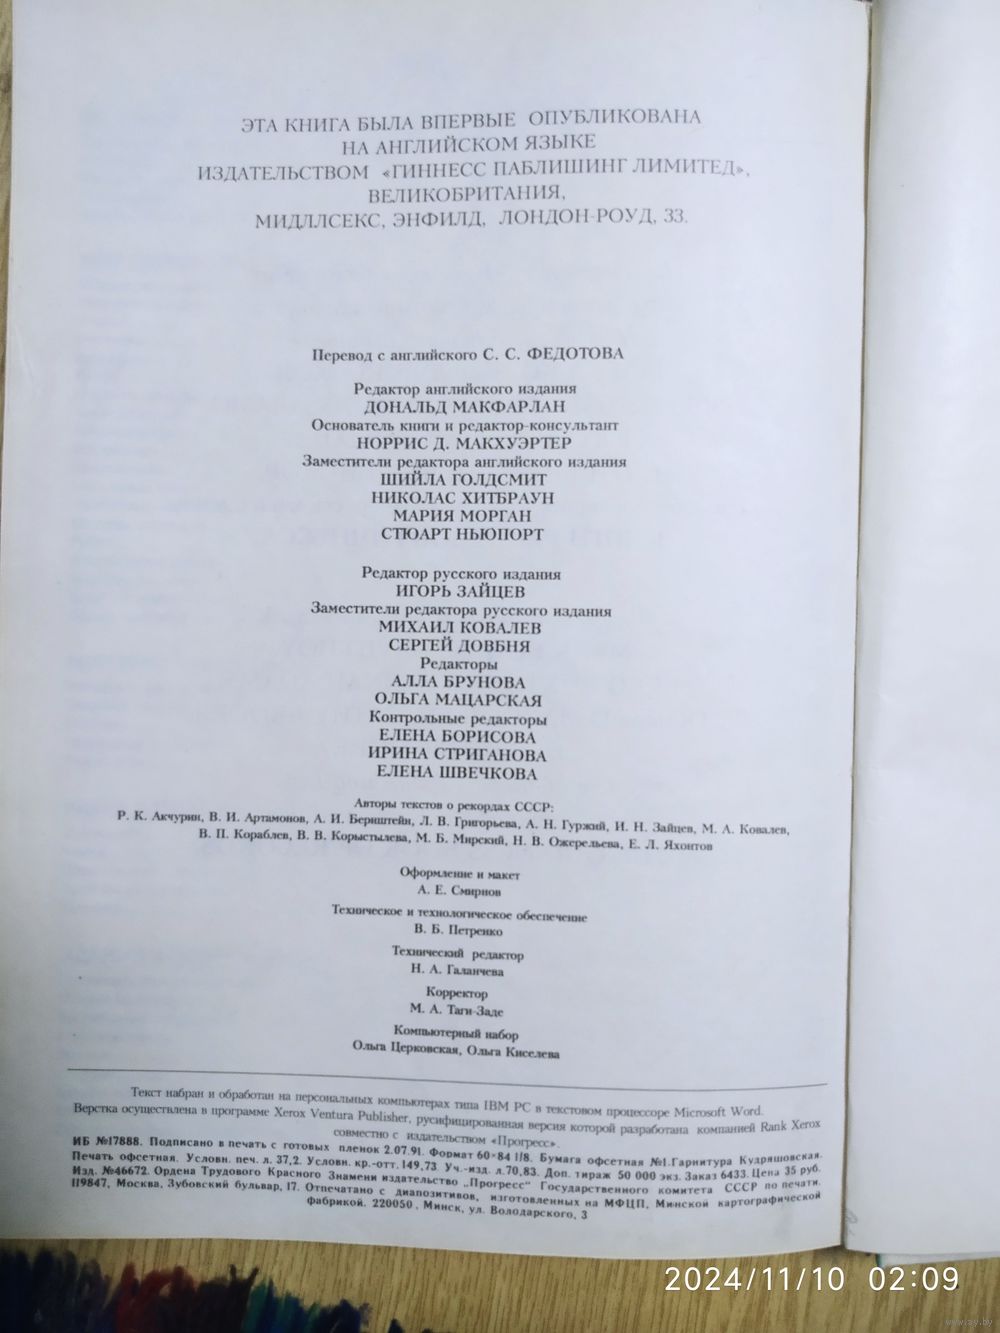 ЭТА КНИГА БЫЛА ВПЕРВЫЕ ОПУБЛИКОВАНА
НА АНГЛИЙСКОМ ЯЗЫКЕ
ИЗДАТЕЛЬСТВОМ «ГИННЕСС ПАБЛИШИНГ ЛИМИТЕД»,
ВЕЛИКОБРИТАНИЯ,
МИДЛЛСЕКС, ЭНФИЛД, ЛОНДОН-РОУД, 33.
Перевод с английского С. С. ФЕДОТОВА
Редактор английского издания
ДОНАЛЬД МАКФАРЛАН
Основатель книги и редактор-консультант
НОРРИС Д. МАКХУЭРТЕР
Заместители редактора английского издания
ШИЙЛА ГОЛДСМИТ
НИКОЛАС ХИТБРАУН
МАРИЯ МОРГАН
СТЮАРТ НЬЮПОРТ
Редактор русского издания
ИГОРЬ ЗАЙЦЕВ
Заместители редактора русского издания
МИХАИЛ КОВАЛЕВ
СЕРГЕЙ ДОВБНЯ
Редакторы
АЛЛА БРУНОВА
ОЛЬГА МАЦАРСКАЯ
Контрольные редакторы
ЕЛЕНА БОРИСОВА
ИРИНА СТРИГАНОВА
ЕЛЕНА ШВЕЧКОВА
Авторы текстов о рекордах СССР:
Р. К. Акчурин, В. И. Артамонов, А. И. Бернштейн, Л. В. Григорьева, А. Н. Гуржий, И. Н. Зайцев, М. А. Ковалев,
В. П. Кораблев, В. В. Корыстылева, М. Б. Мирский, Н. В. Ожерельева, Е. Л. Яхонтов
Оформление и макет
А. Е. Смирнов
Техническое и технологическое обеспечение
В. Б. Петренко
Технический редактор
Н. А. Галанчева
Корректор
М. А. Таги-Заде
Компьютерный набор
Ольга Церковская, Ольга Киселева
Текст набран и обработан на персональных компьютерах типа IBM PC в текстовом процессоре Microsoft Word.
Верстка осуществлена в программе Xerox Ventura Publisher, русифицированная версия которой разработана компанией Rank Xerox
совместно с издательством «Прогресс».
ИБ №17888. Подписано в печать с готовых пленок 2.07.91. Формат 60×84 1/8. Бумага офсетная №1. Гарнитура Кудряшовская.
Печать офсетная. Условн. печ. л. 37,2. Условн. кр.-отт. 149,73 Уч.-изд. л. 70,83. Доп. тираж 50 000 экз. Заказ 6433. Цена 35 руб.
Изд. №46672. Ордена Трудового Красного Знамени издательство „Прогресс" Государственного комитета СССР по печати.
119847, Москва, Зубовский бульвар, 17. Отпечатано с диапозитивов, изготовленных на МФЦП, Минской картографической
фабрикой. 220050, Минск, ул. Володарского, 3
2024/11/10 02:09
www.ay.by